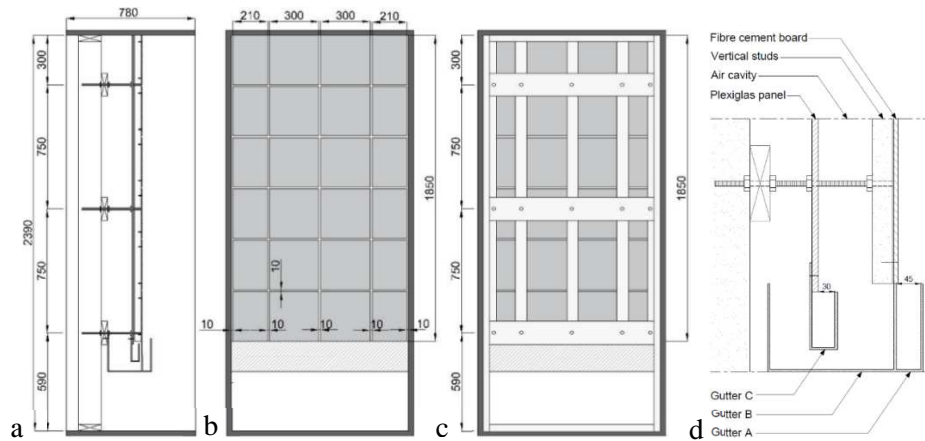 780
300
750
2390
750
590
a
210 300 300 210
1850
10
10 10 10 10 10
b
300
750
750
590
1850
c
Fibre cement board
Vertical studs
Air cavity
Plexiglas panel
45
30
Gutter C
Gutter B
Gutter A
d